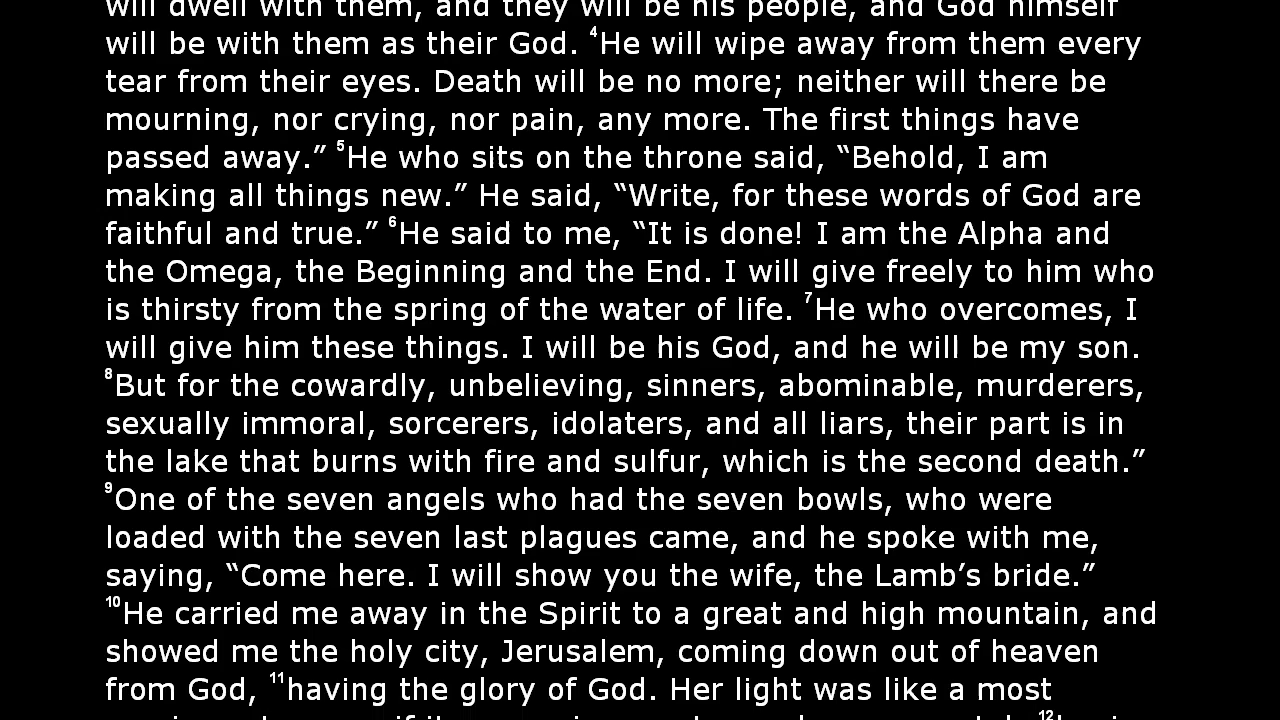 will dwell with them, and they will be his people, and God himself
will be with them as their God. ⁴He will wipe away from them every
tear from their eyes. Death will be no more; neither will there be
mourning, nor crying, nor pain, any more. The first things have
passed away.” ⁵He who sits on the throne said, “Behold, I am
making all things new.” He said, “Write, for these words of God are
faithful and true.” ⁶He said to me, “It is done! I am the Alpha and
the Omega, the Beginning and the End. I will give freely to him who
is thirsty from the spring of the water of life. ⁷He who overcomes, I
will give him these things. I will be his God, and he will be my son.
⁸But for the cowardly, unbelieving, sinners, abominable, murderers,
sexually immoral, sorcerers, idolaters, and all liars, their part is in
the lake that burns with fire and sulfur, which is the second death.”
⁹One of the seven angels who had the seven bowls, who were
loaded with the seven last plagues came, and he spoke with me,
saying, “Come here. I will show you the wife, the Lamb’s bride.”
¹⁰He carried me away in the Spirit to a great and high mountain, and
showed me the holy city, Jerusalem, coming down out of heaven
from God, ¹¹having the glory of God. Her light was like a most
¹²